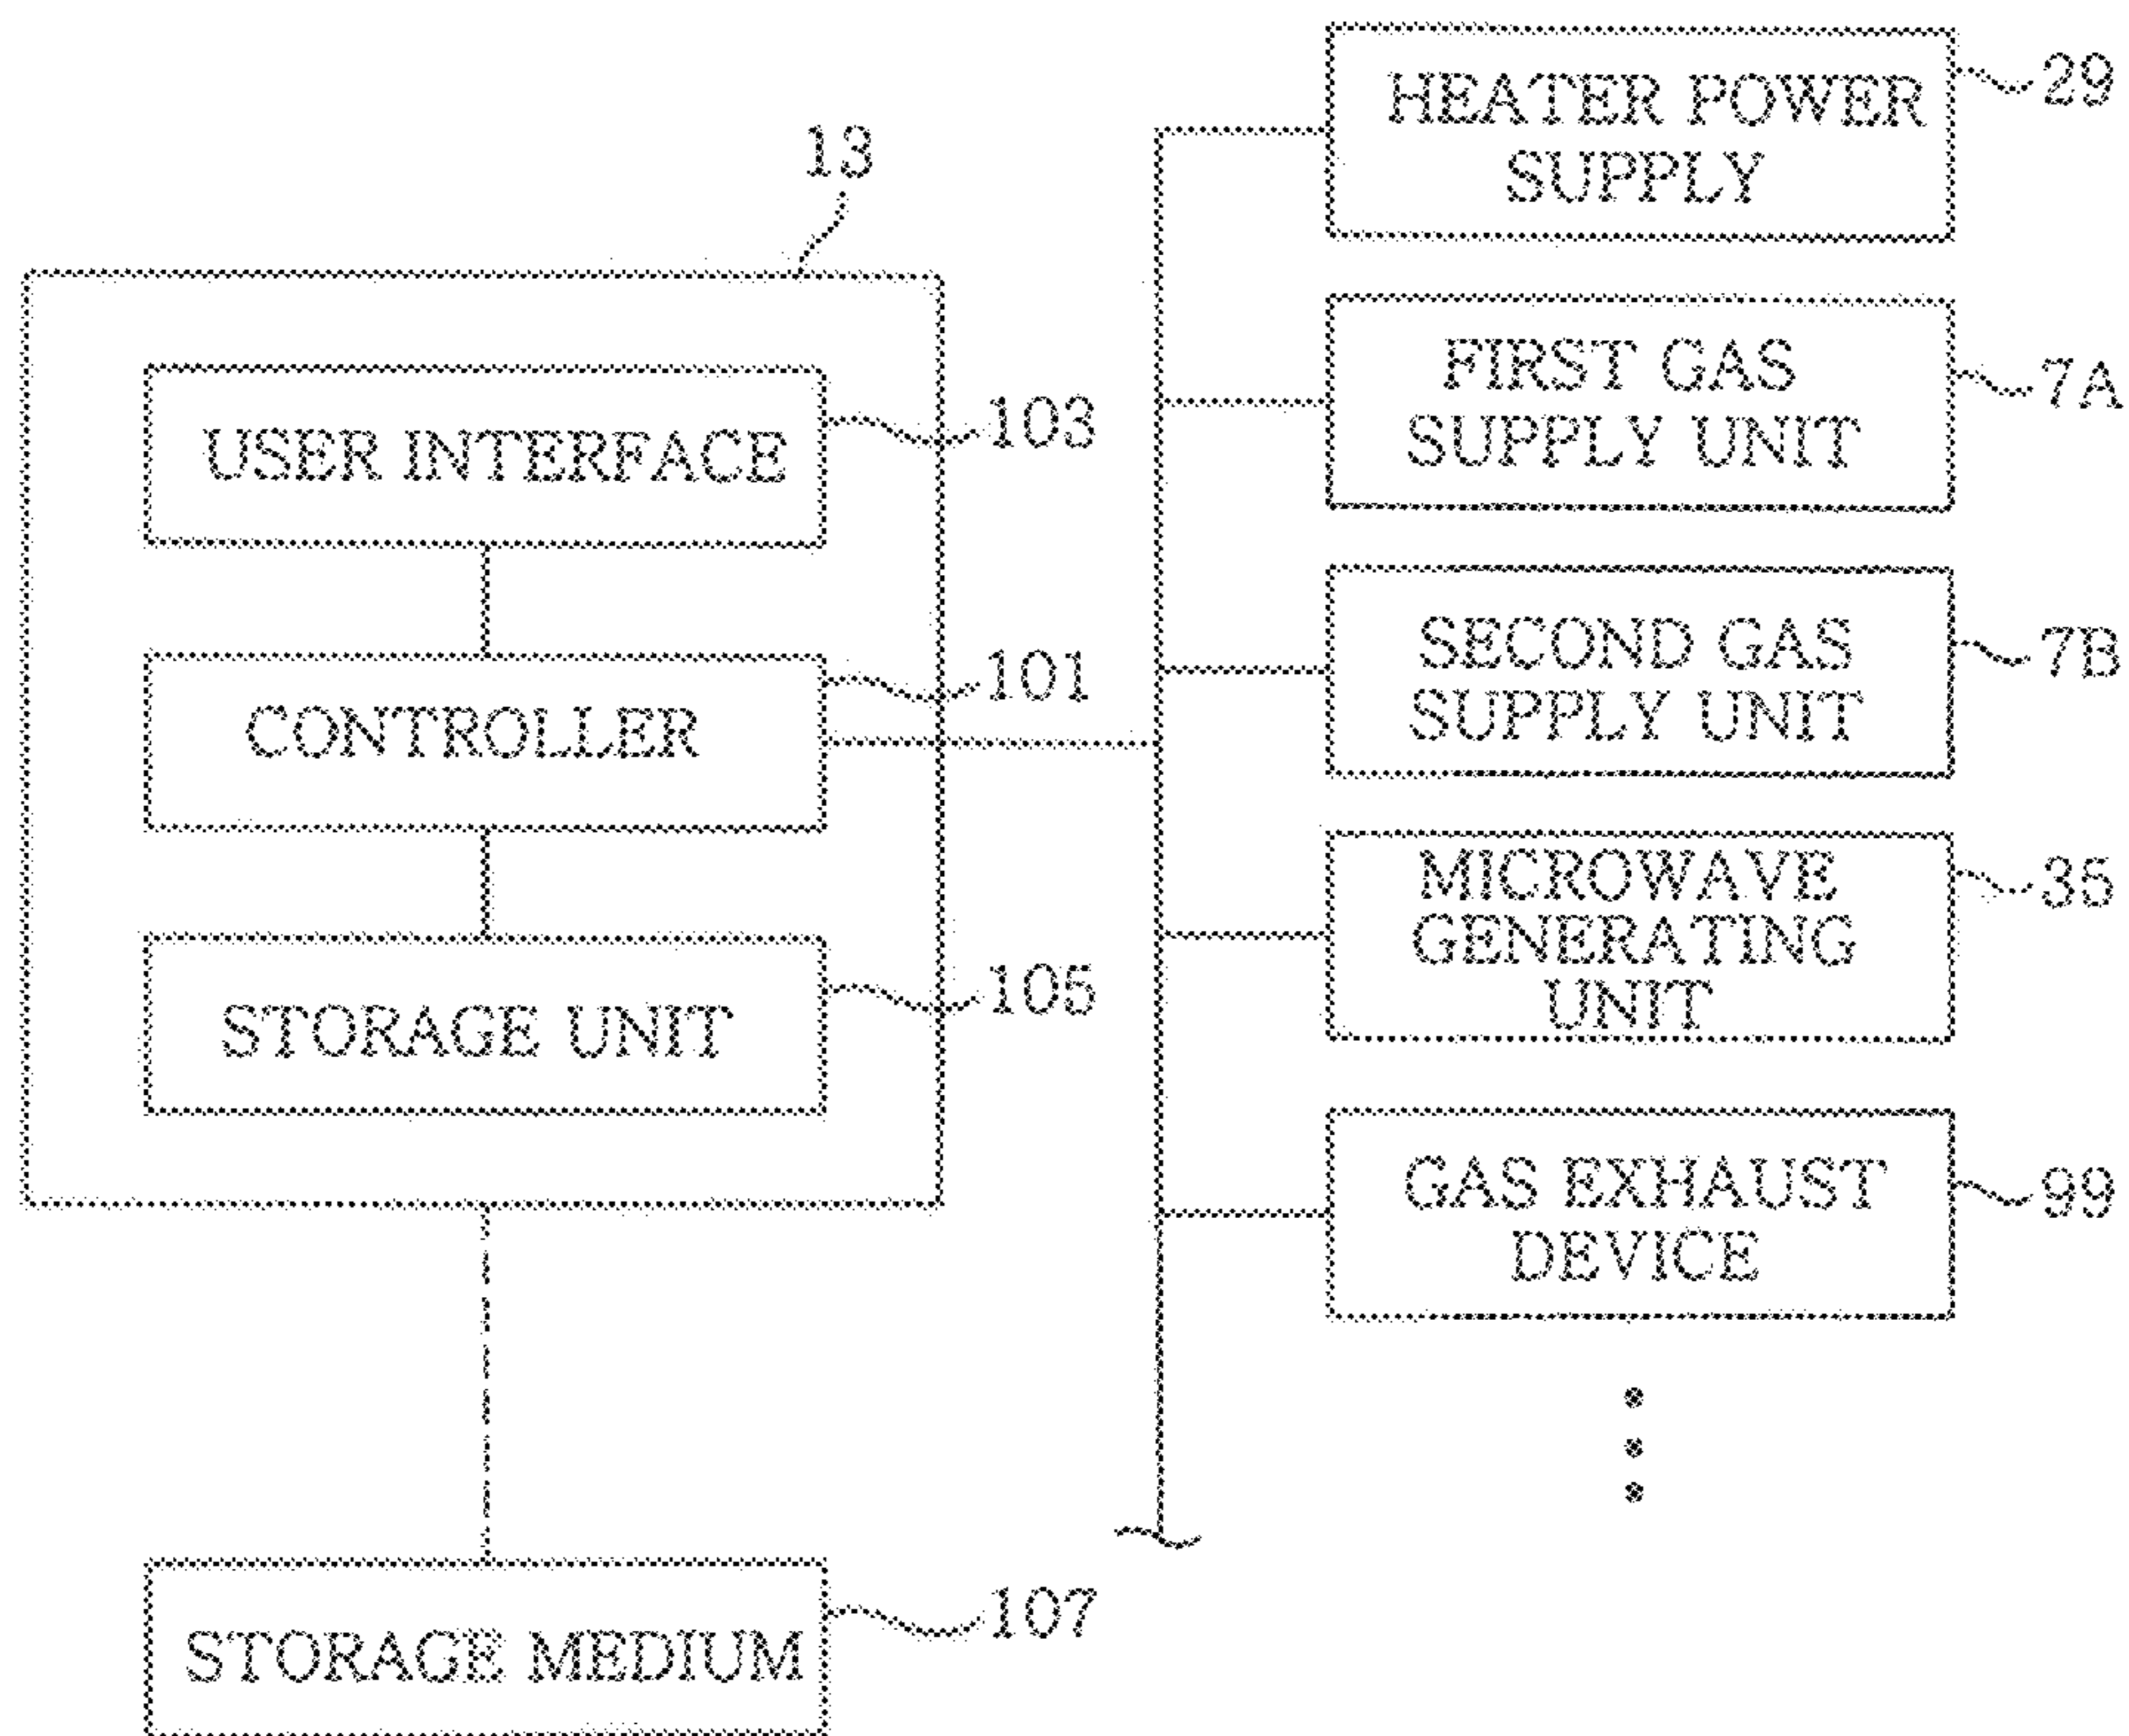 13
USER INTERFACE
103
CONTROLLER
101
STORAGE UNIT
105
STORAGE MEDIUM
107
HEATER POWER
SUPPLY
29
FIRST GAS
SUPPLY UNIT
7A
SECOND GAS
SUPPLY UNIT
7B
MICROWAVE
GENERATING
UNIT
35
GAS EXHAUST
DEVICE
99